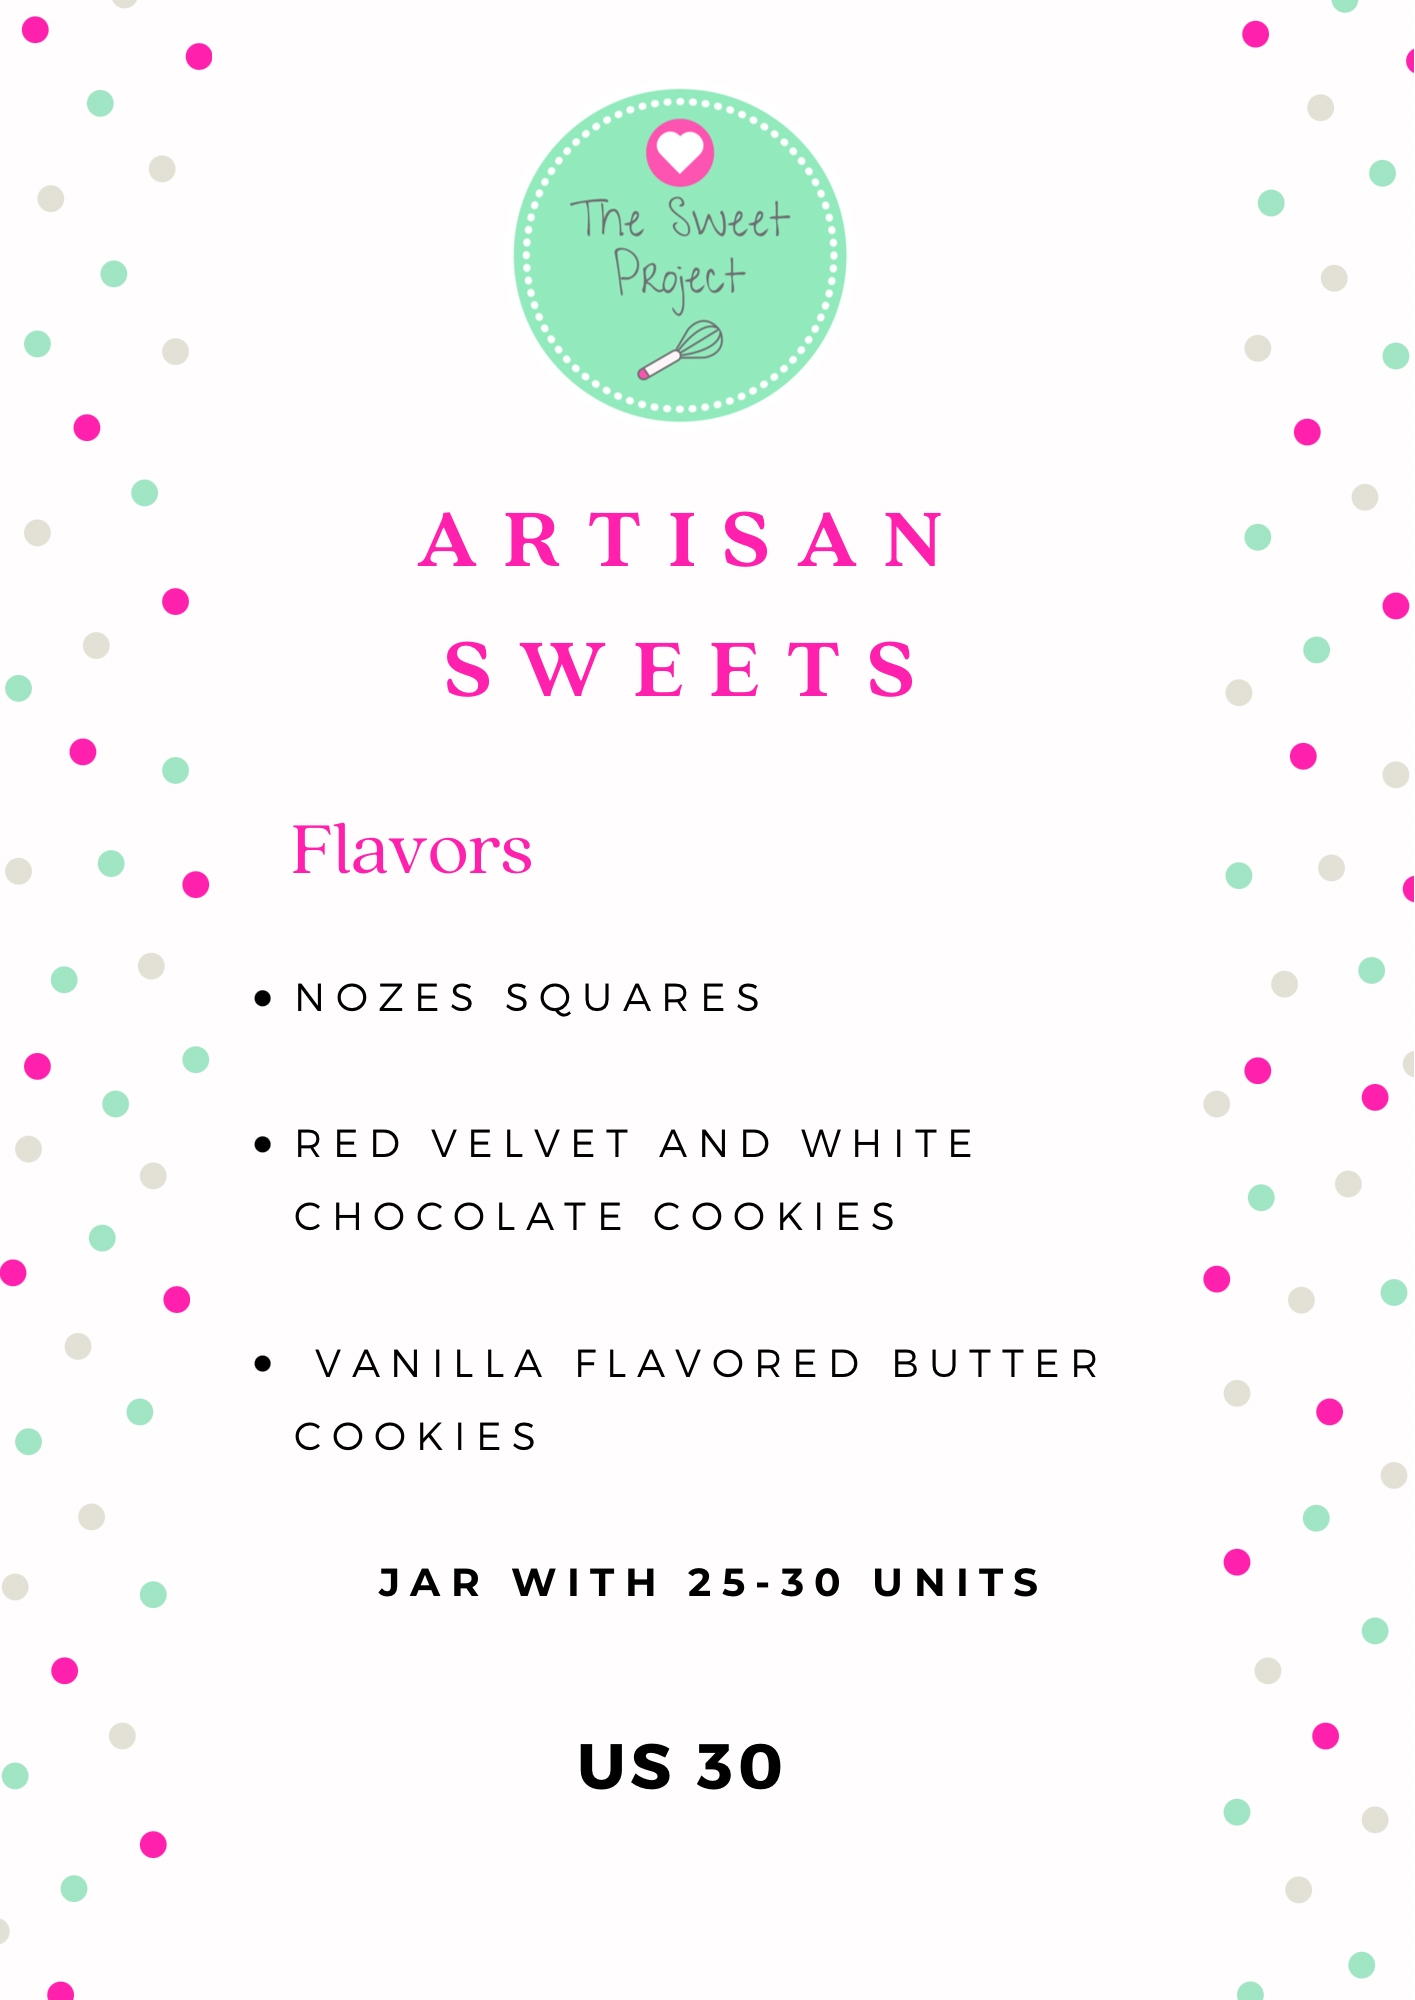 The Sweet
Project
ARTISAN
SWEETS
Flavors
• NOZES SQUARES
• RED VELVET AND WHITE
CHOCOLATE COOKIES
• VANILLA FLAVORED BUTTER
COOKIES
JAR WITH 25-30 UNITS
US 30